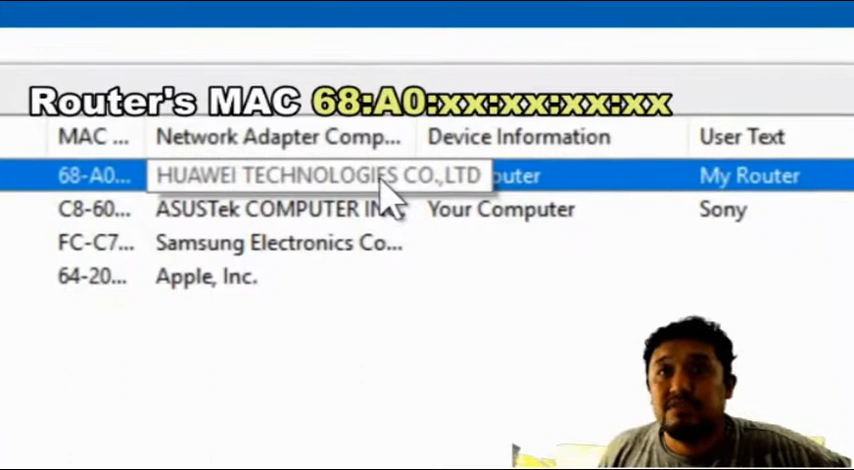 Router's MAC 68:A0:xx:xx:xx:xx
MAC ... Network Adapter Comp... Device Information User Text
68-A0... HUAWEI TECHNOLOGIES CO.,LTD outer My Router
C8-60... ASUSTek COMPUTER IN Your Computer Sony
FC-C7... Samsung Electronics Co...
64-20... Apple, Inc.